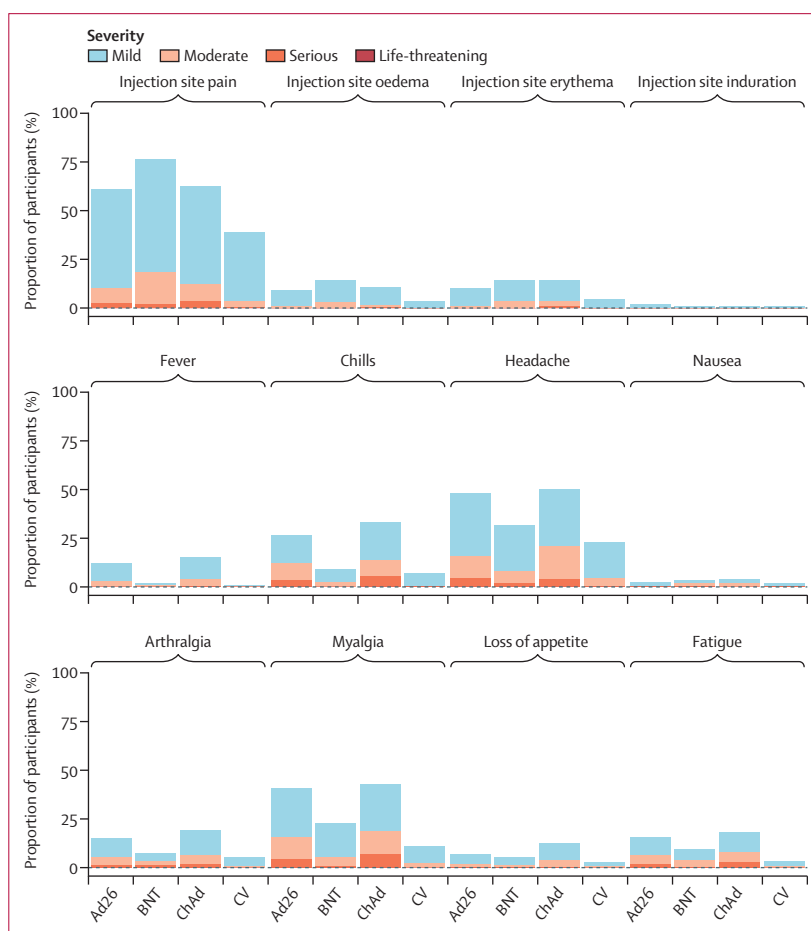 Severity
Mild Moderate Serious Life-threatening
Injection site pain Injection site oedema Injection site erythema Injection site induration
100
75
50
25
0
Proportion of participants (%)
Fever Chills Headache Nausea
100
75
50
25
0
Proportion of participants (%)
Arthralgia Myalgia Loss of appetite Fatigue
100
75
50
25
0
Proportion of participants (%)
Ad26 BNT ChAd CV Ad26 BNT ChAd CV Ad26 BNT ChAd CV Ad26 BNT ChAd CV